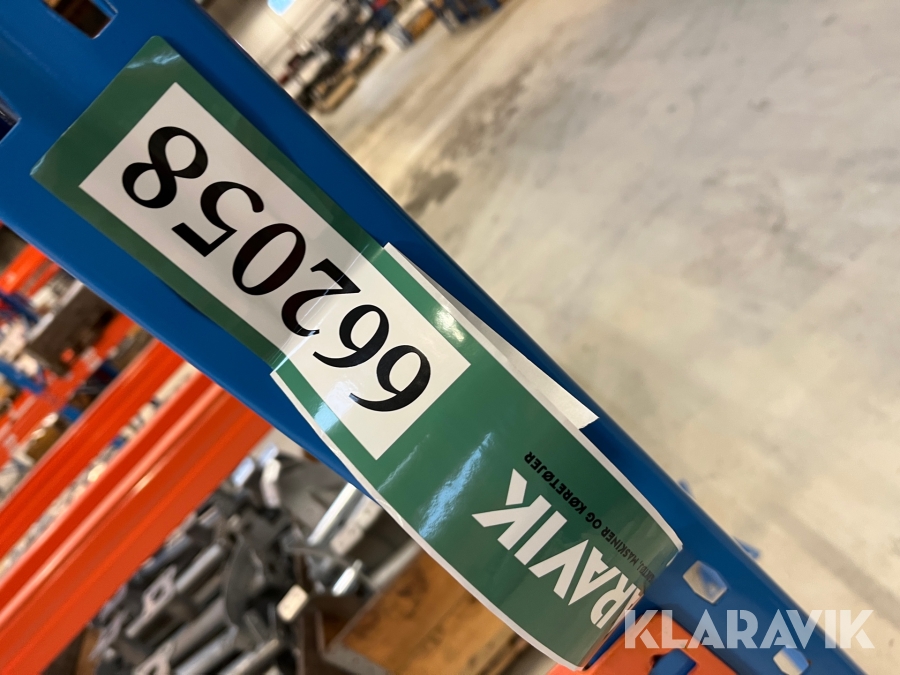 RAVIK
MASKINER OG KØRETØJER
662058
KLARAVIK